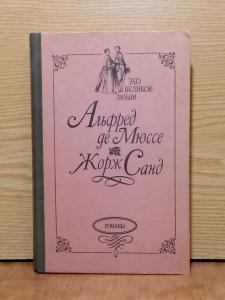 ЭХО
ВЕЛИКОЙ
ЛЮБВИ
Альфред
де Мюссе
Жорж Санд
РОМАНЫ